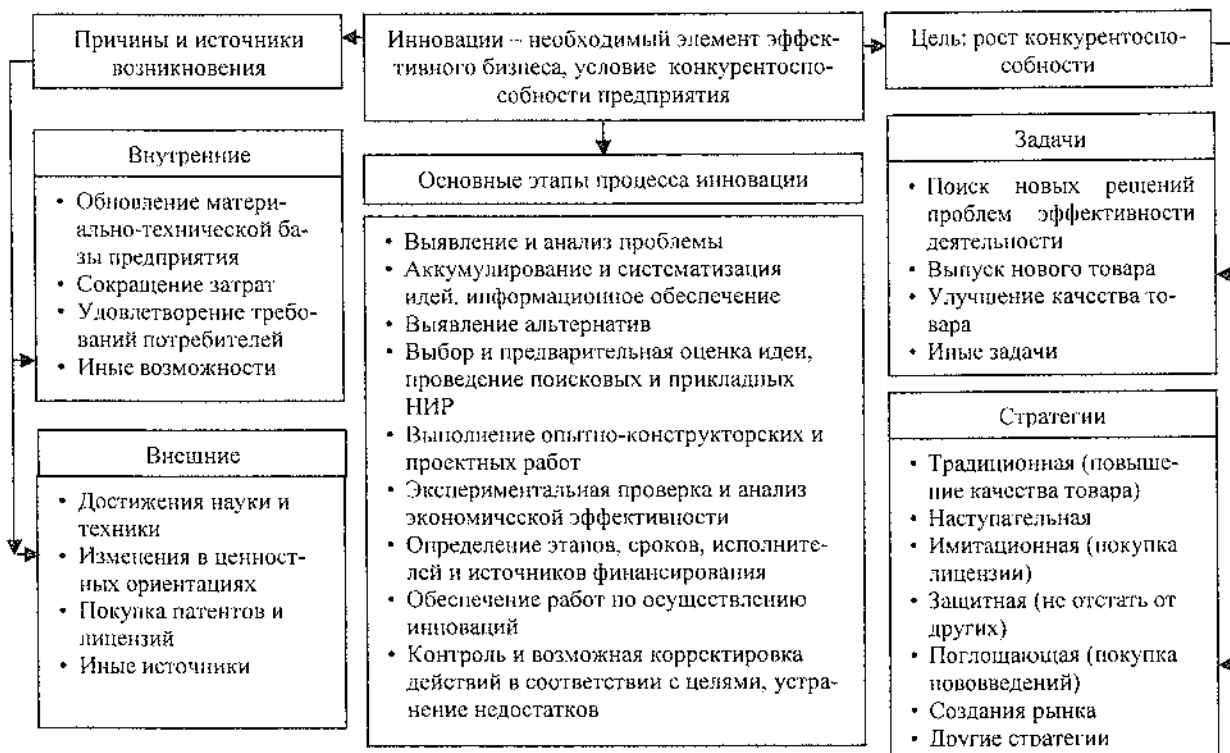 Причины и источники
возникновения
Инновации – необходимый элемент эффек-
тивного бизнеса, условие конкурентоспо-
собности предприятия
Цель: рост конкурентоспо-
собности
Внутренние
• Обновление матери-
ально-технической ба-
зы предприятия
• Сокращение затрат
• Удовлетворение требо-
ваний потребителей
• Иные возможности
Внешние
• Достижения науки и
техники
• Изменения в ценност-
ных ориентациях
• Покупка патентов и
лицензий
• Иные источники
Основные этапы процесса инновации
• Выявление и анализ проблемы
• Аккумулирование и систематизация
идей, информационное обеспечение
• Выявление альтернатив
• Выбор и предварительная оценка идеи,
проведение поисковых и прикладных
НИР
• Выполнение опытно-конструкторских и
проектных работ
• Экспериментальная проверка и анализ
экономической эффективности
• Определение этапов, сроков, исполните-
лей и источников финансирования
• Обеспечение работ по осуществлению
инноваций
• Контроль и возможная корректировка
действий в соответствии с целями, устра-
нение недостатков
Задачи
• Поиск новых решений
проблем эффективности
деятельности
• Выпуск нового товара
• Улучшение качества то-
вара
• Иные задачи
Стратегии
• Традиционная (повыше-
ние качества товара)
• Наступательная
• Имитационная (покупка
лицензии)
• Защитная (не отстать от
других)
• Поглощающая (покупка
нововведений)
• Создания рынка
• Другие стратегии